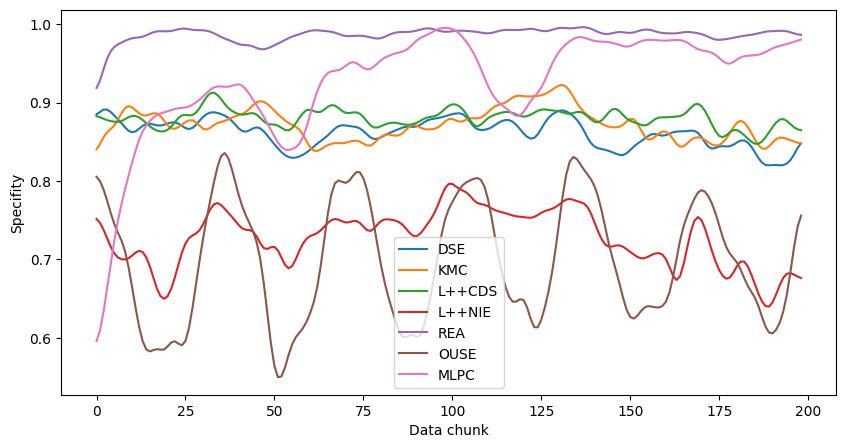 1.0
0.9
0.8
0.7
0.6
Specifity
0
25
50
75
100
125
150
175
200
Data chunk
DSE
KMC
L++CDS
L++NIE
REA
OUSE
MLPC